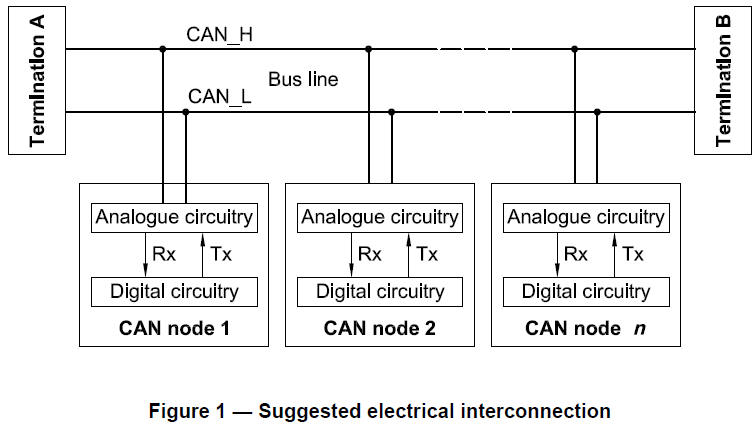 Termination A
CAN_H
Bus line
CAN_L
Termination B
Analogue circuitry
Rx
Tx
Digital circuitry
CAN node 1
Analogue circuitry
Rx
Tx
Digital circuitry
CAN node 2
Analogue circuitry
Rx
Tx
Digital circuitry
CAN node n
Figure 1 — Suggested electrical interconnection